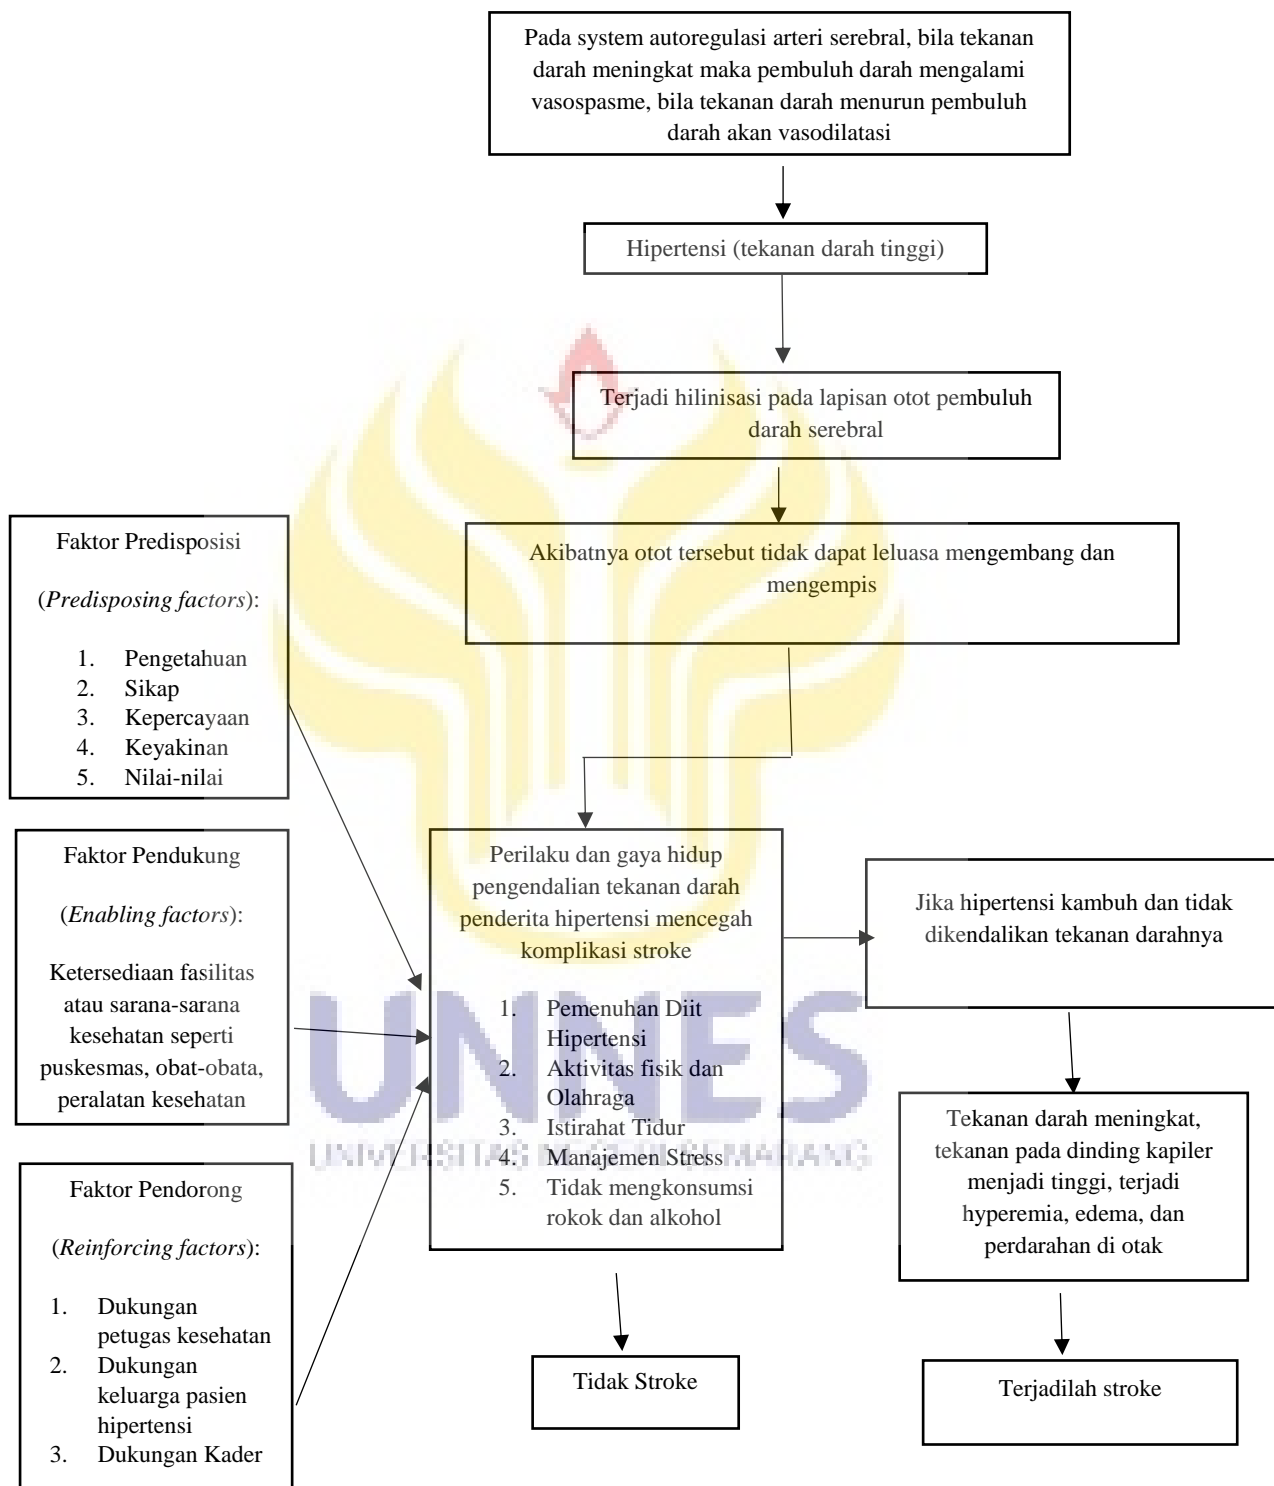 Pada system autoregulasi arteri serebral, bila tekanan
darah meningkat maka pembuluh darah mengalami
vasospasme, bila tekanan darah menurun pembuluh
darah akan vasodilatasi
Hipertensi (tekanan darah tinggi)
Terjadi hilinisasi pada lapisan otot pembuluh
darah serebral
Akibatnya otot tersebut tidak dapat leluasa mengembang dan
mengempis
Faktor Predisposisi
(Predisposing factors):
1. Pengetahuan
2. Sikap
3. Kepercayaan
4. Keyakinan
5. Nilai-nilai
Faktor Pendukung
(Enabling factors):
Ketersediaan fasilitas
atau sarana-sarana
kesehatan seperti
puskesmas, obat-obata,
peralatan kesehatan
Faktor Pendorong
(Reinforcing factors):
1. Dukungan
petugas kesehatan
2. Dukungan
keluarga pasien
hipertensi
3. Dukungan Kader
Perilaku dan gaya hidup
pengendalian tekanan darah
penderita hipertensi mencegah
komplikasi stroke
1. Pemenuhan Diit
Hipertensi
2. Aktivitas fisik dan
Olahraga
3. Istirahat Tidur
4. Manajemen Stress
5. Tidak mengkonsumsi
rokok dan alkohol
Tidak Stroke
Jika hipertensi kambuh dan tidak
dikendalikan tekanan darahnya
Tekanan darah meningkat,
tekanan pada dinding kapiler
menjadi tinggi, terjadi
hyperemia, edema, dan
perdarahan di otak
Terjadilah stroke
UNNES
UNIVERSITAS NEGERI SEMARANG